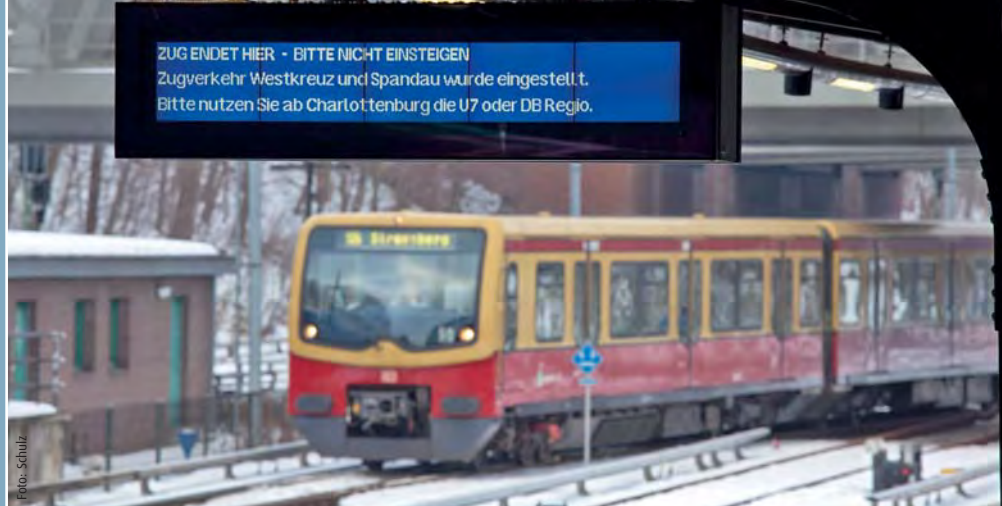 ZUG ENDET HIER - BITTE NICHT EINSTEIGEN
Zugverkehr Westkreuz und Spandau wurde eingestellt.
Bitte nutzen Sie ab Charlottenburg die U7 oder DB Regio.
S5 Strausberg
Foto: Schulz